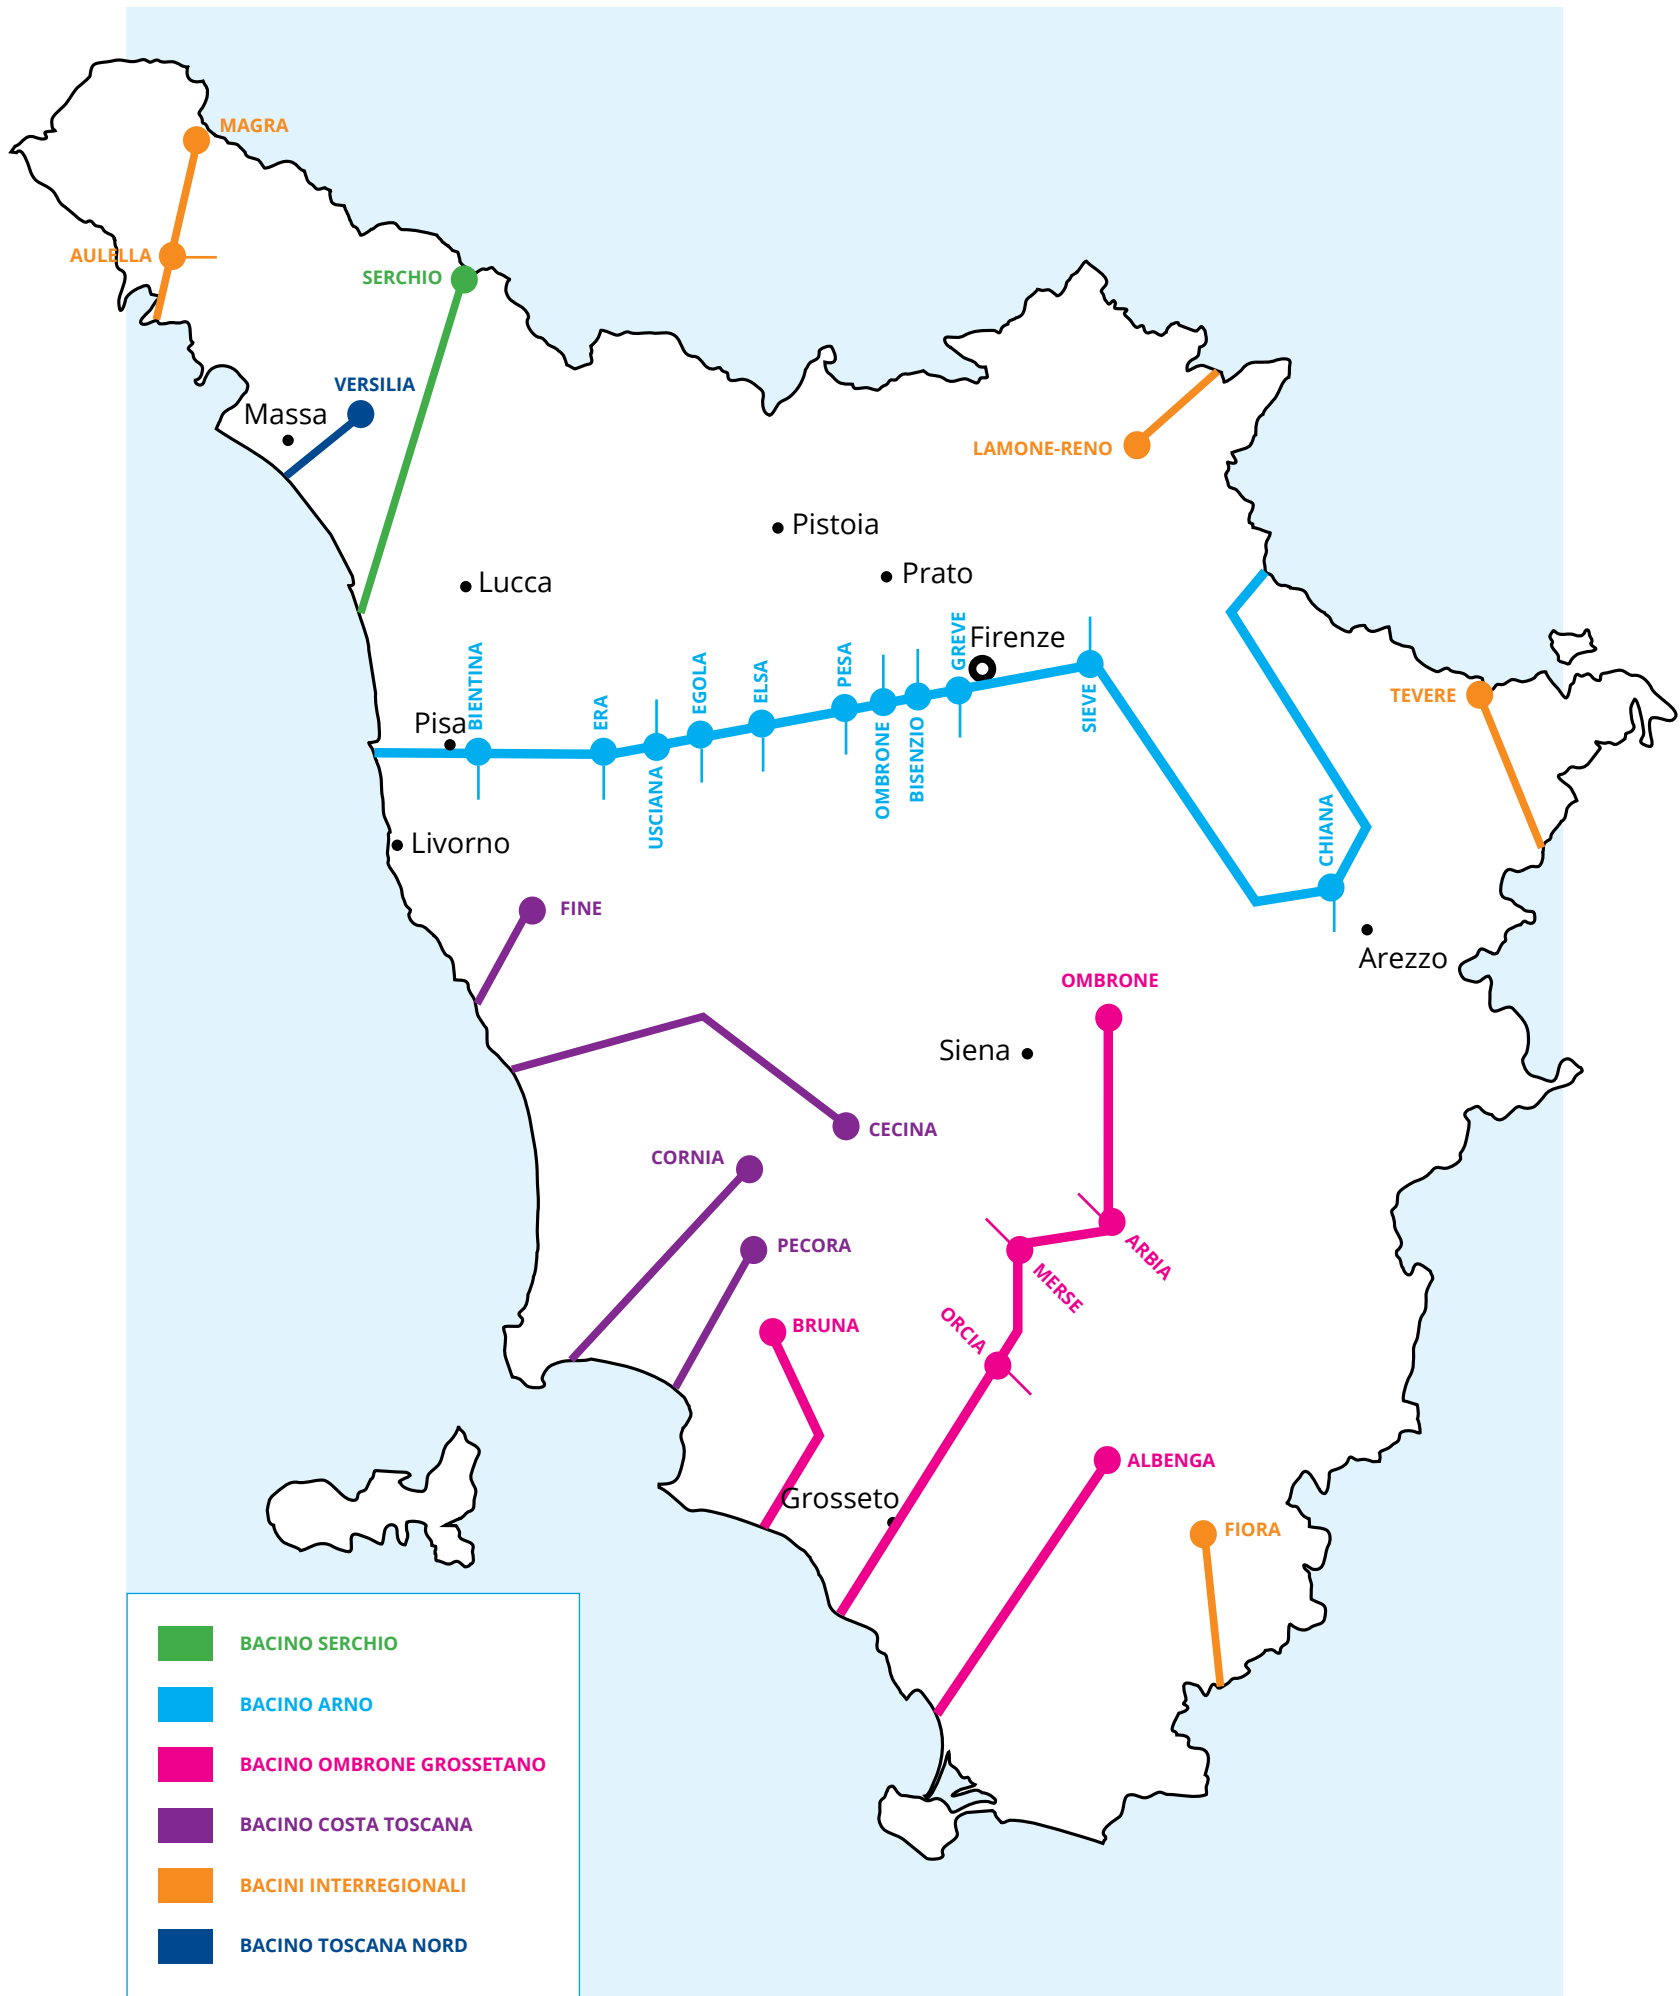 MAGRA
AULELLA
SERCHIO
VERSILIA
Massa
LAMONE-RENO
Pistoia
Prato
Lucca
Firenze
BIENTINA
ERA
USCIANA
EGOLA
ELSA
PESA
OMBRONE
BISENZIO
GREVE
SIEVE
TEVERE
Pisa
CHIANA
Livorno
FINE
Arezzo
OMBRONE
Siena
CECINA
CORNIA
PECORA
ARBIA
MERSE
ORCIA
BRUNA
ALBENGA
Grosseto
FIORA
BACINO SERCHIO
BACINO ARNO
BACINO OMBRONE GROSSETANO
BACINO COSTA TOSCANA
BACINI INTERREGIONALI
BACINO TOSCANA NORD